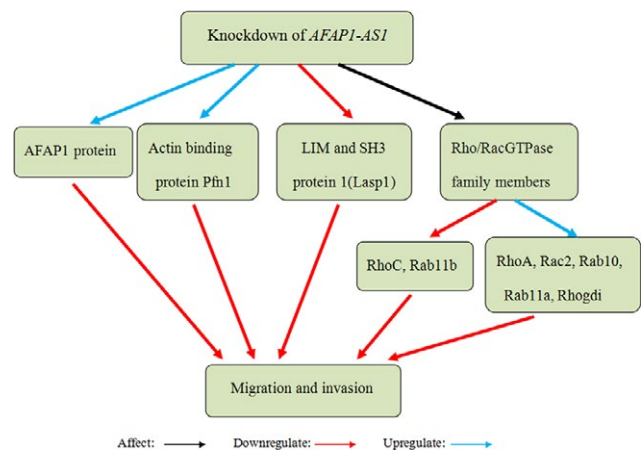 Knockdown of AFAP1-AS1
AFAP1 protein
Actin binding
protein Pfn1
LIM and SH3
protein 1(Lasp1)
Rho/RacGTPase
family members
RhoC, Rab11b
RhoA, Rac2, Rab10,
Rab11a, Rhogdi
Migration and invasion
Affect: Downregulate: Upregulate: